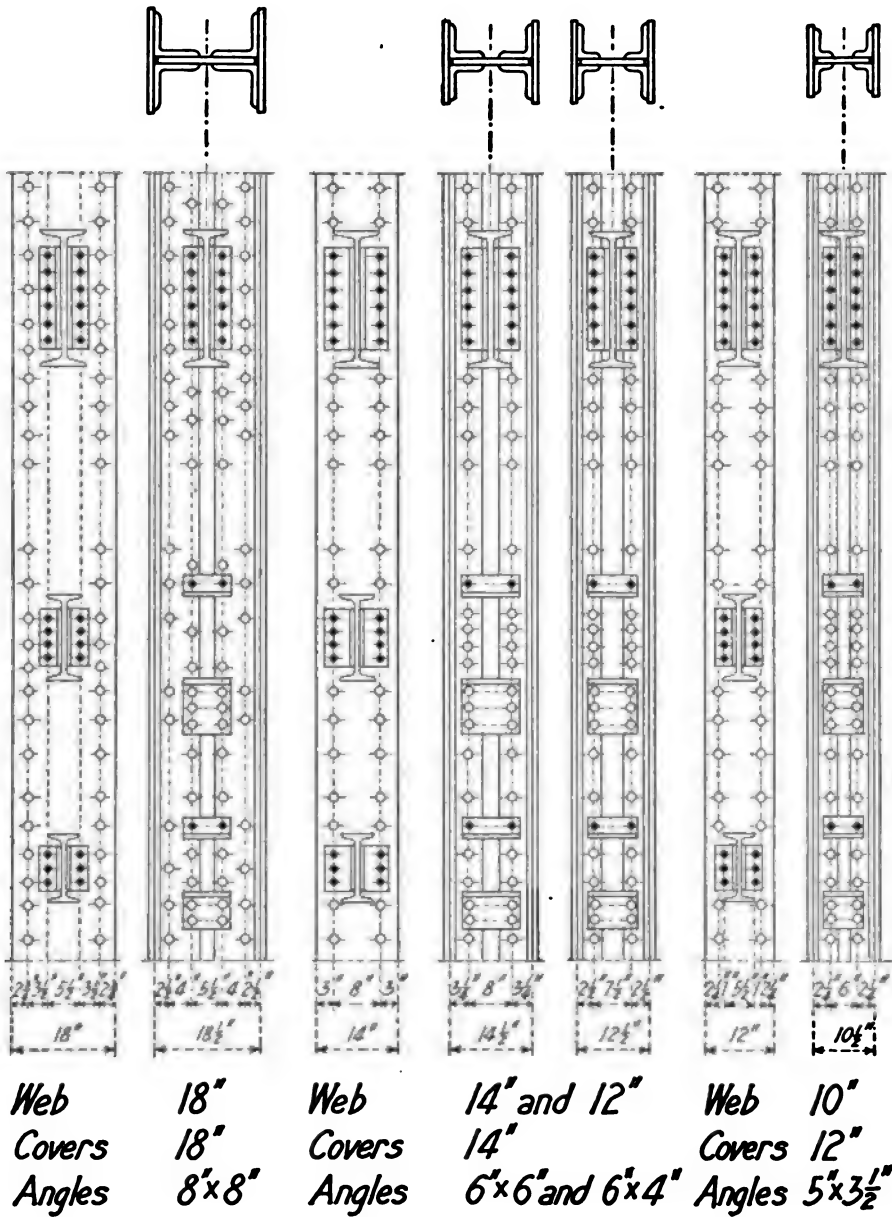 18" 18½" 14" 14½" 12½" 12" 10½"
Web 18" Web 14" and 12" Web 10"
Covers 18" Covers 14" Covers 12"
Angles 8"x8" Angles 6"x6" and 6"x4" Angles 5"x3½"